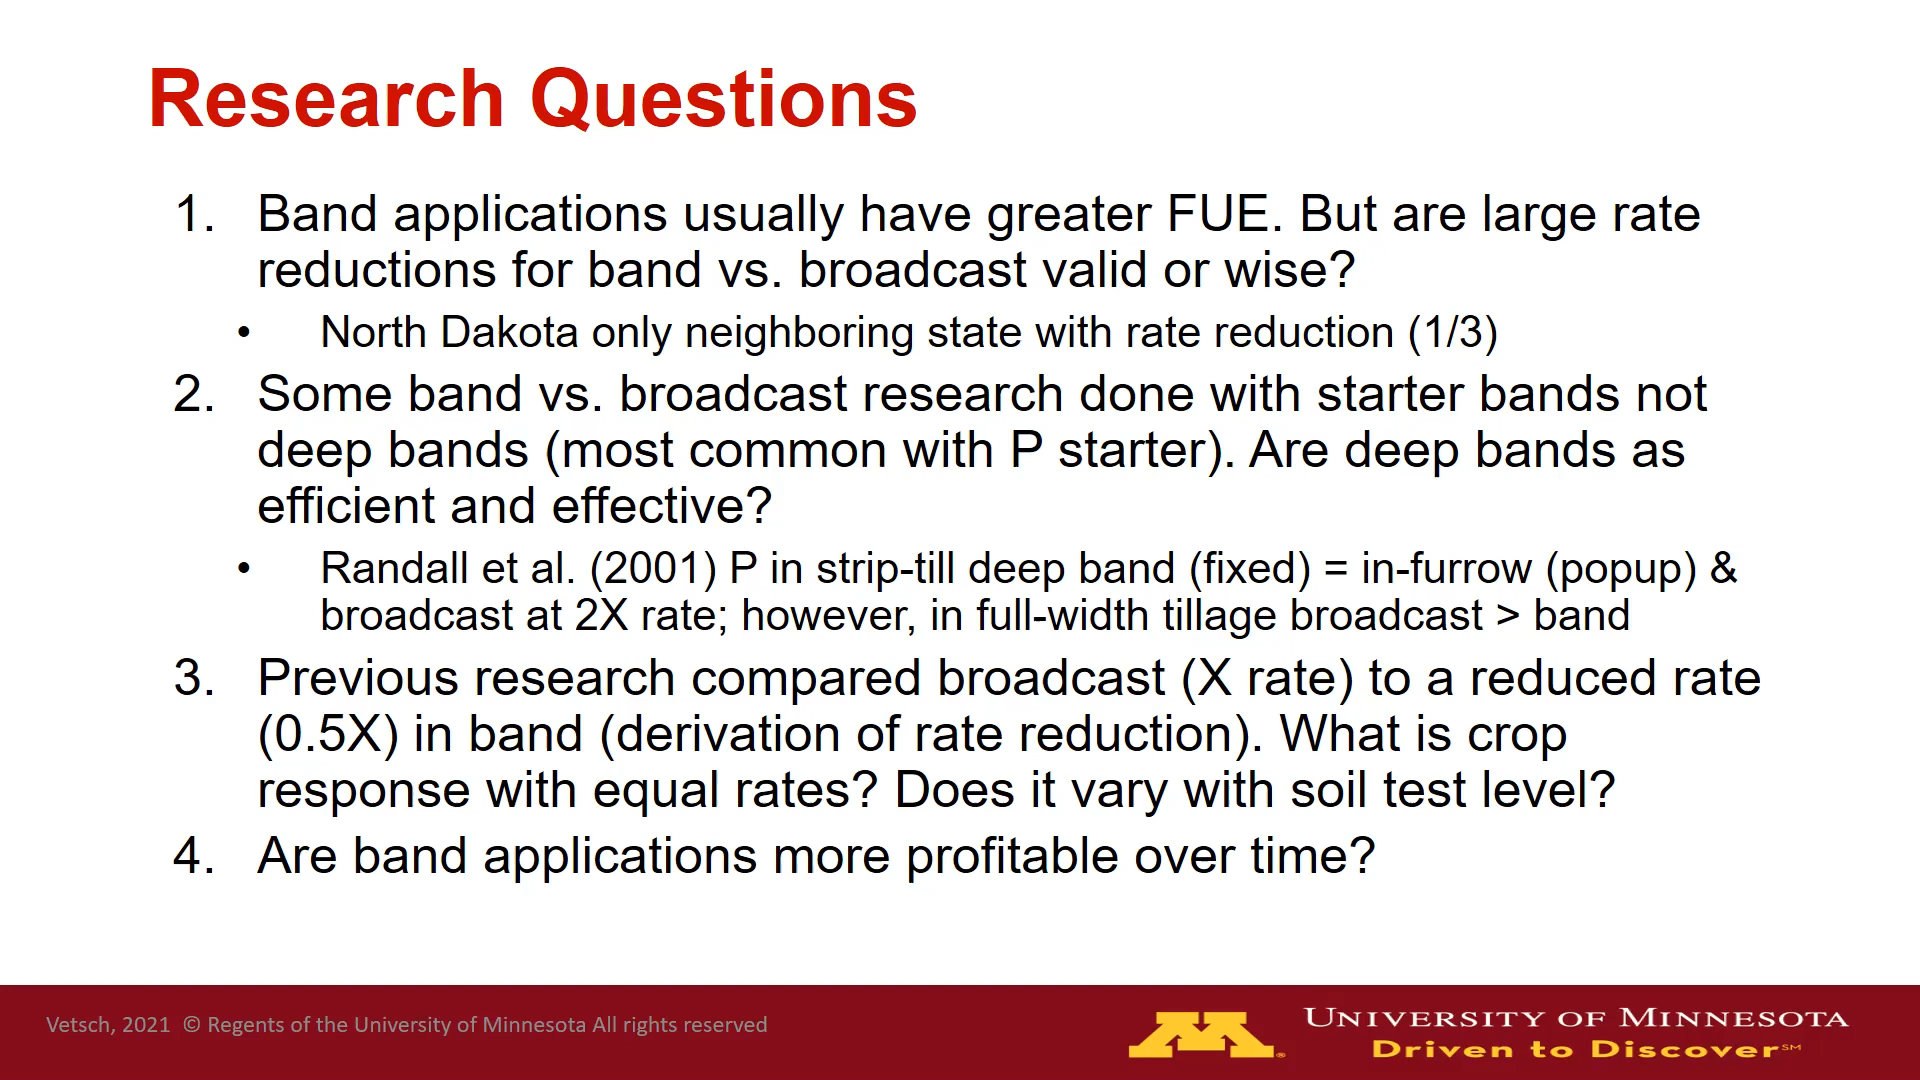 Research Questions
1. Band applications usually have greater FUE. But are large rate
reductions for band vs. broadcast valid or wise?
• North Dakota only neighboring state with rate reduction (1/3)
2. Some band vs. broadcast research done with starter bands not
deep bands (most common with P starter). Are deep bands as
efficient and effective?
• Randall et al. (2001) P in strip-till deep band (fixed) = in-furrow (popup) &
broadcast at 2X rate; however, in full-width tillage broadcast > band
3. Previous research compared broadcast (X rate) to a reduced rate
(0.5X) in band (derivation of rate reduction). What is crop
response with equal rates? Does it vary with soil test level?
4. Are band applications more profitable over time?
Vetsch, 2021 © Regents of the University of Minnesota All rights reserved
M®
UNIVERSITY OF MINNESOTA
Driven to Discover℠